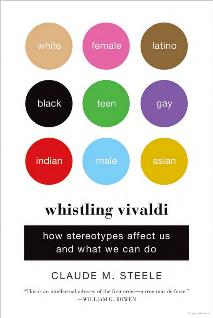 white female latino
black teen gay
indian male asian
whistling vivaldi
how stereotypes affect us
and what we can do
CLAUDE M. STEELE
"This is an intellectual odyssey of the first order—a true tour de force."
—WILLIAM G. BOWEN